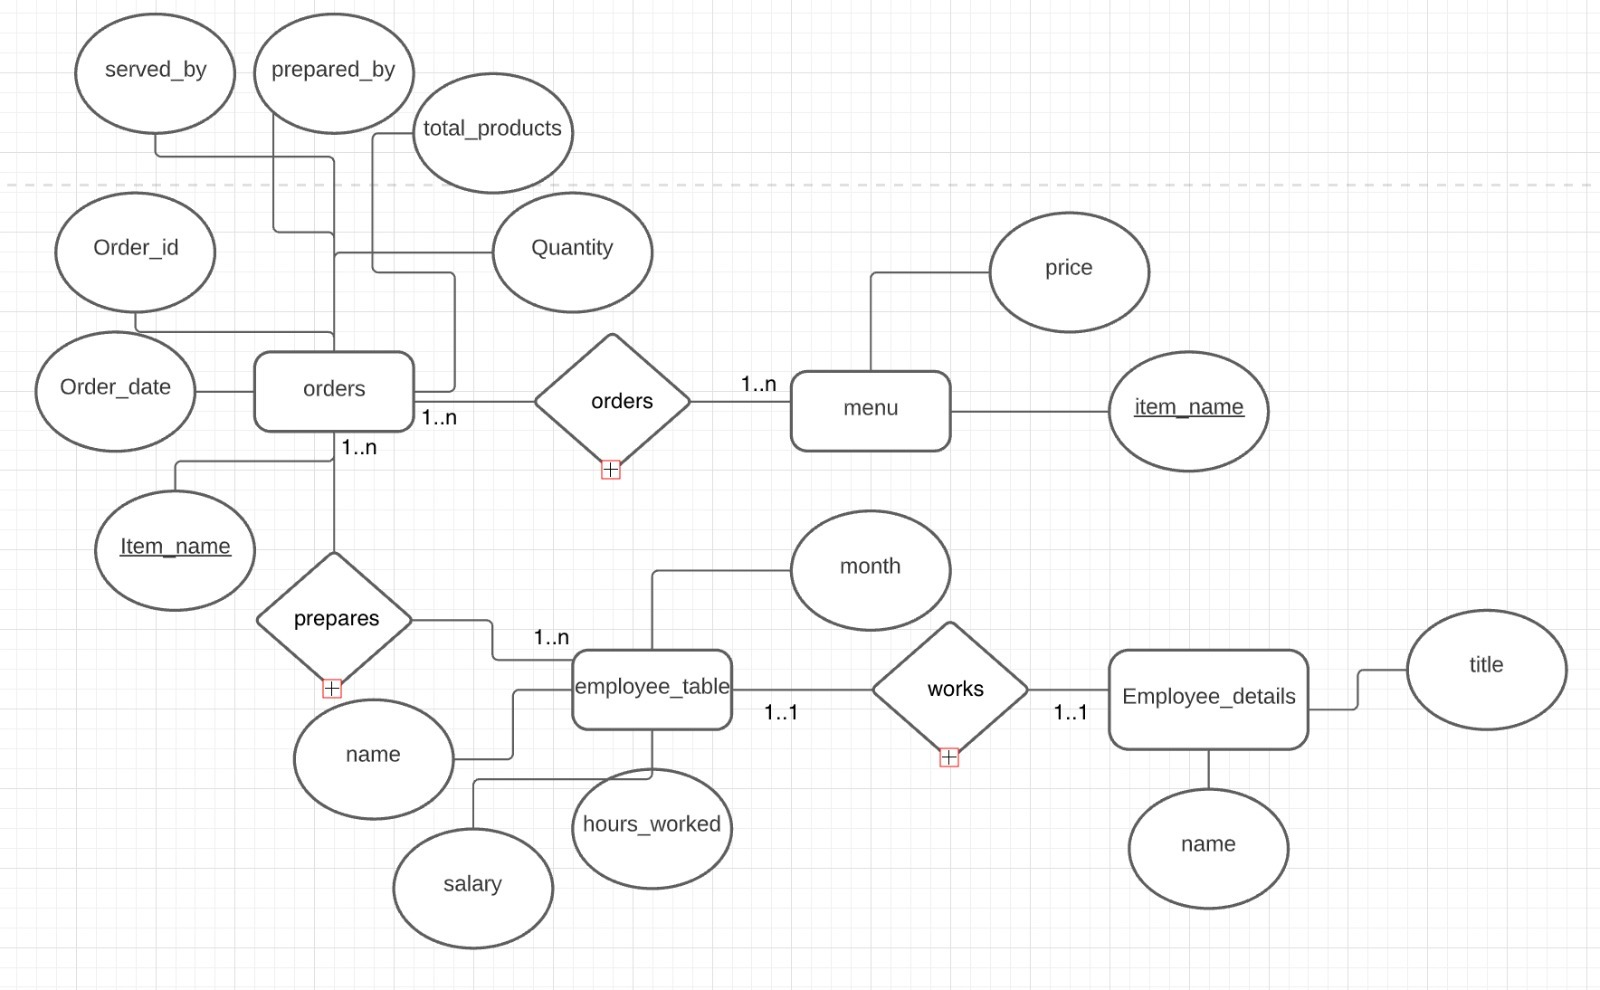 served_by
prepared_by
total_products
Order_id
Quantity
price
Order_date
orders
1..n
1..n
orders
1..n
menu
item_name
Item_name
month
prepares
1..n
employee_table
1..1
works
1..1
Employee_details
title
name
hours_worked
salary
name